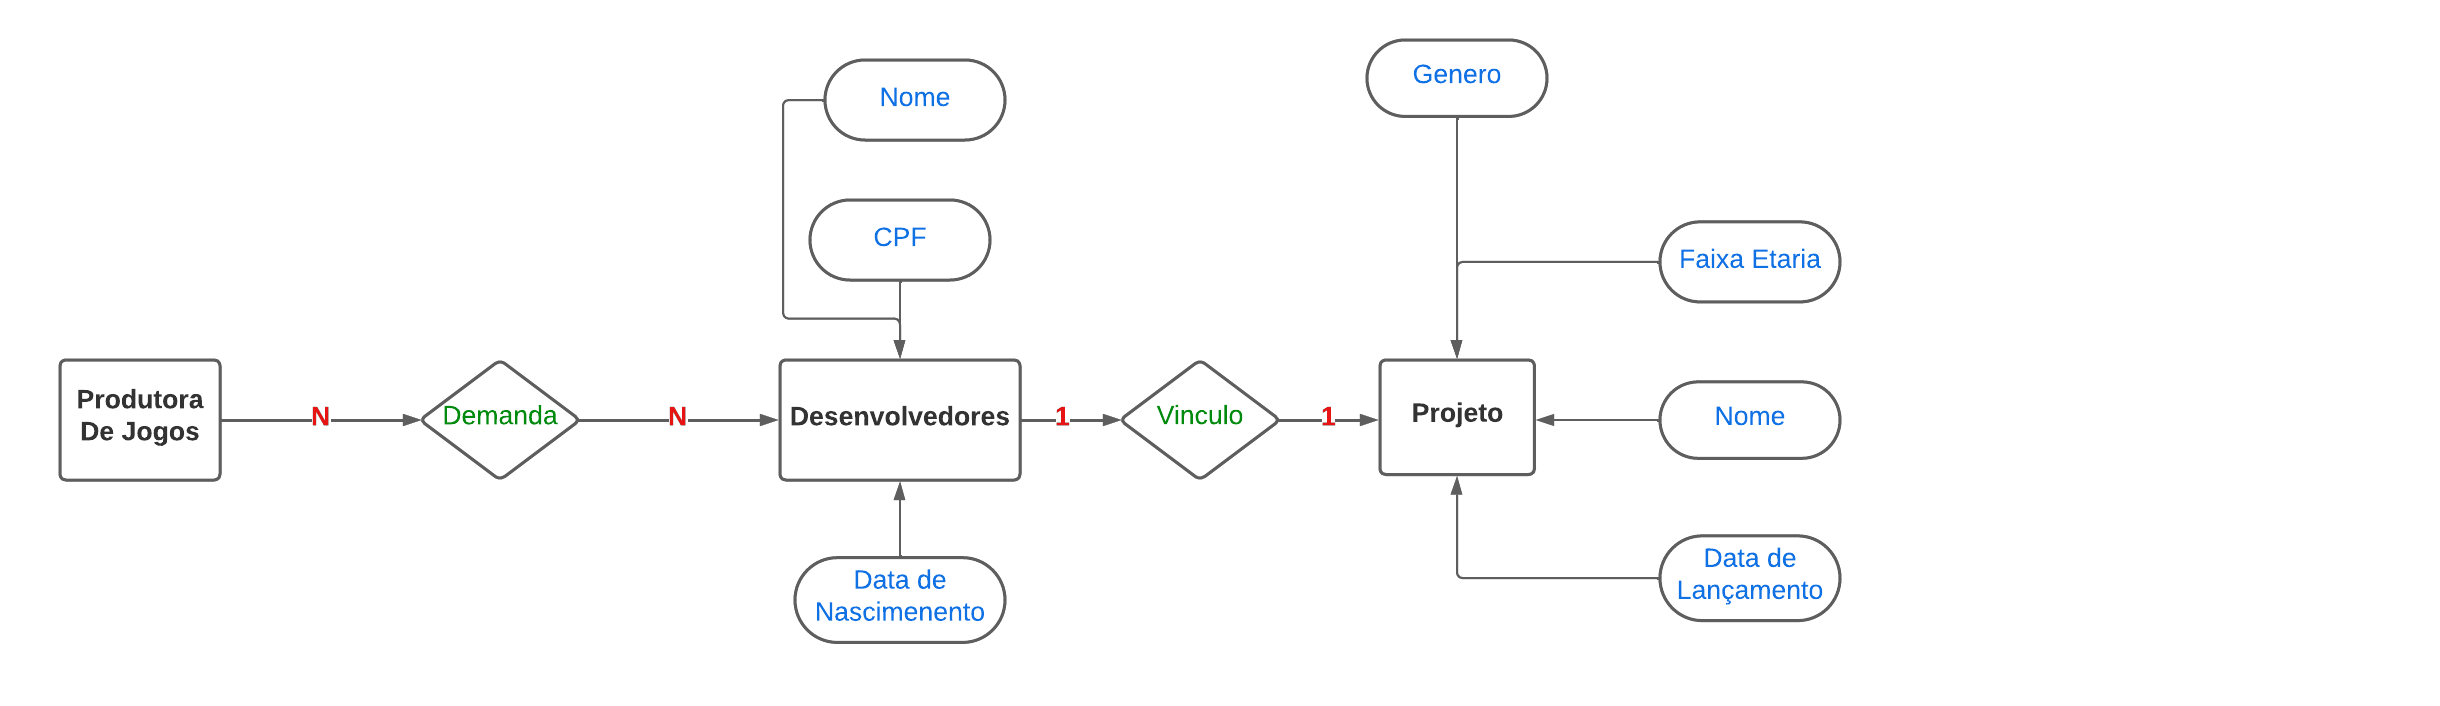 Genero
Nome
CPF
Faixa Etaria
Produtora
De Jogos
N
Demanda
N
Desenvolvedores
1
Vinculo
1
Projeto
Nome
Data de
Nascimenento
Data de
Lançamento